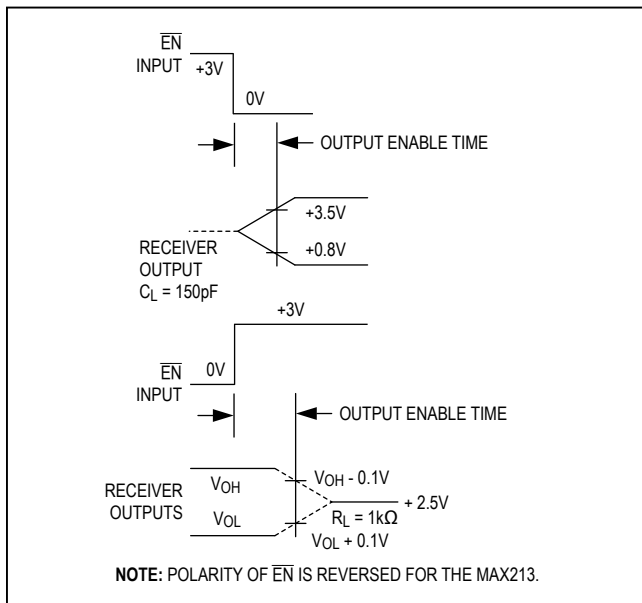 EN
INPUT
+3V
0V
OUTPUT ENABLE TIME
+3.5V
RECEIVER
OUTPUT
CL = 150pF
+0.8V
+3V
0V
EN
INPUT
OUTPUT ENABLE TIME
RECEIVER
OUTPUTS
VOH
VOL
VOH - 0.1V
+ 2.5V
RL = 1kΩ
VOL + 0.1V
NOTE: POLARITY OF EN IS REVERSED FOR THE MAX213.